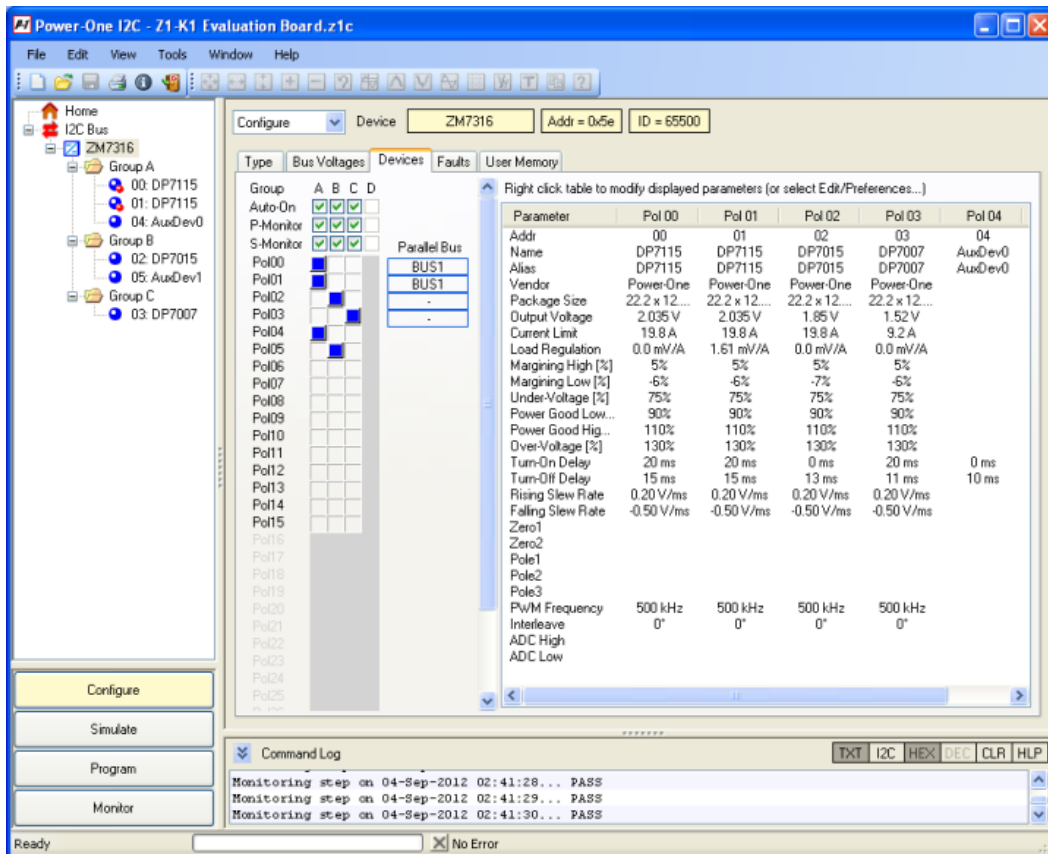 Power-One I2C - Z1-K1 Evaluation Board.z1c
File Edit View Tools Window Help
Home
I2C Bus
ZM7316
Group A
00: DP7115
01: DP7115
04: AuxDev0
Group B
02: DP7015
05: AuxDev1
Group C
03: DP7007
Configure
Simulate
Program
Monitor
Configure Device ZM7316 Addr = 0x5e ID = 65500
Type Bus Voltages Devices Faults User Memory
Group A B C D
Auto-On
P-Monitor
S-Monitor Parallel Bus
Pol00 BUS1
Pol01 BUS1
Pol02 -
Pol03 -
Pol04
Pol05
Pol06
Pol07
Pol08
Pol09
Pol10
Pol11
Pol12
Pol13
Pol14
Pol15
Pol16
Pol17
Pol18
Pol19
Pol20
Pol21
Pol22
Pol23
Pol24
Pol25
Right click table to modify displayed parameters (or select Edit/Preferences...)
Parameter Pol 00 Pol 01 Pol 02 Pol 03 Pol 04
Addr 00 01 02 03 04
Name DP7115 DP7115 DP7015 DP7007 AuxDev0
Alias DP7115 DP7115 DP7015 DP7007 AuxDev0
Vendor Power-One Power-One Power-One Power-One
Package Size 22.2 x 12.... 22.2 x 12.... 22.2 x 12.... 22.2 x 12....
Output Voltage 2.035 V 2.035 V 1.85 V 1.52 V
Current Limit 19.8 A 19.8 A 19.8 A 9.2 A
Load Regulation 0.0 mV/A 1.61 mV/A 0.0 mV/A 0.0 mV/A
Margining High [%] 5% 5% 5% 5%
Margining Low [%] -6% -6% -7% -6%
Under-Voltage [%] 75% 75% 75% 75%
Power Good Low... 90% 90% 90% 90%
Power Good Hig... 110% 110% 110% 110%
Over-Voltage [%] 130% 130% 130% 130%
Turn-On Delay 20 ms 20 ms 0 ms 20 ms 0 ms
Turn-Off Delay 15 ms 15 ms 13 ms 11 ms 10 ms
Rising Slew Rate 0.20 V/ms 0.20 V/ms 0.20 V/ms 0.20 V/ms
Falling Slew Rate -0.50 V/ms -0.50 V/ms -0.50 V/ms -0.50 V/ms
Zero1
Zero2
Pole1
Pole2
Pole3
PWM Frequency 500 kHz 500 kHz 500 kHz 500 kHz
Interleave 0° 0° 0° 0°
ADC High
ADC Low
Command Log TXT I2C HEX DEC CLR HLP
Monitoring step on 04-Sep-2012 02:41:28... PASS
Monitoring step on 04-Sep-2012 02:41:29... PASS
Monitoring step on 04-Sep-2012 02:41:30... PASS
Ready No Error